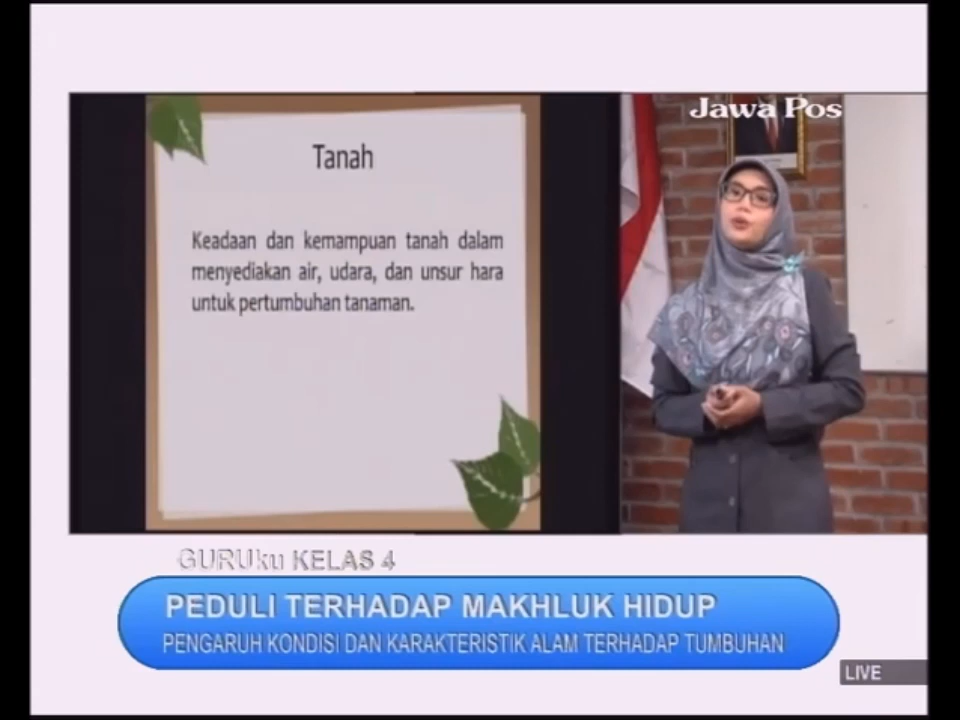 Jawa Pos
Tanah
Keadaan dan kemampuan tanah dalam
menyediakan air, udara, dan unsur hara
untuk pertumbuhan tanaman.
GURUku KELAS 4
PEDULI TERHADAP MAKHLUK HIDUP
PENGARUH KONDISI DAN KARAKTERISTIK ALAM TERHADAP TUMBUHAN
LIVE